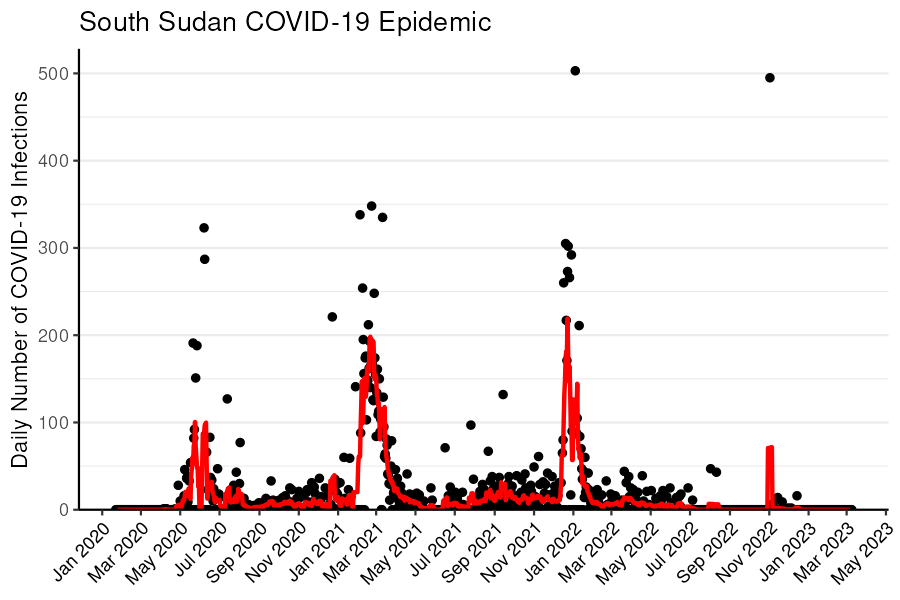 South Sudan COVID-19 Epidemic
Daily Number of COVID-19 Infections
500
400
300
200
100
0
Jan 2020
Mar 2020
May 2020
Jul 2020
Sep 2020
Nov 2020
Jan 2021
Mar 2021
May 2021
Jul 2021
Sep 2021
Nov 2021
Jan 2022
Mar 2022
May 2022
Jul 2022
Sep 2022
Nov 2022
Jan 2023
Mar 2023
May 2023